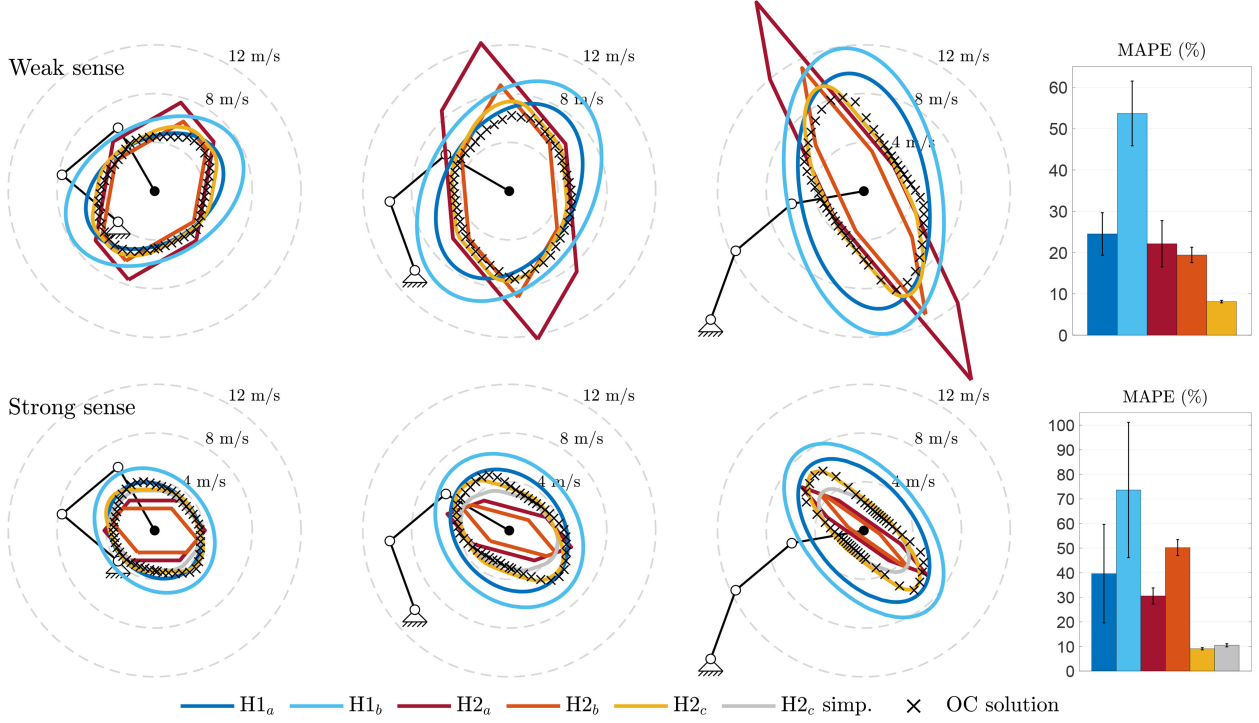 Weak sense
12 m/s
8 m/s
12 m/s
8 m/s
12 m/s
8 m/s
4 m/s
MAPE (%)
60
50
40
30
20
10
0
Strong sense
12 m/s
8 m/s
4 m/s
12 m/s
8 m/s
4 m/s
12 m/s
8 m/s
4 m/s
MAPE (%)
100
90
80
70
60
50
40
30
20
10
0
H1a H1b H2a H2b H2c H2c simp. OC solution